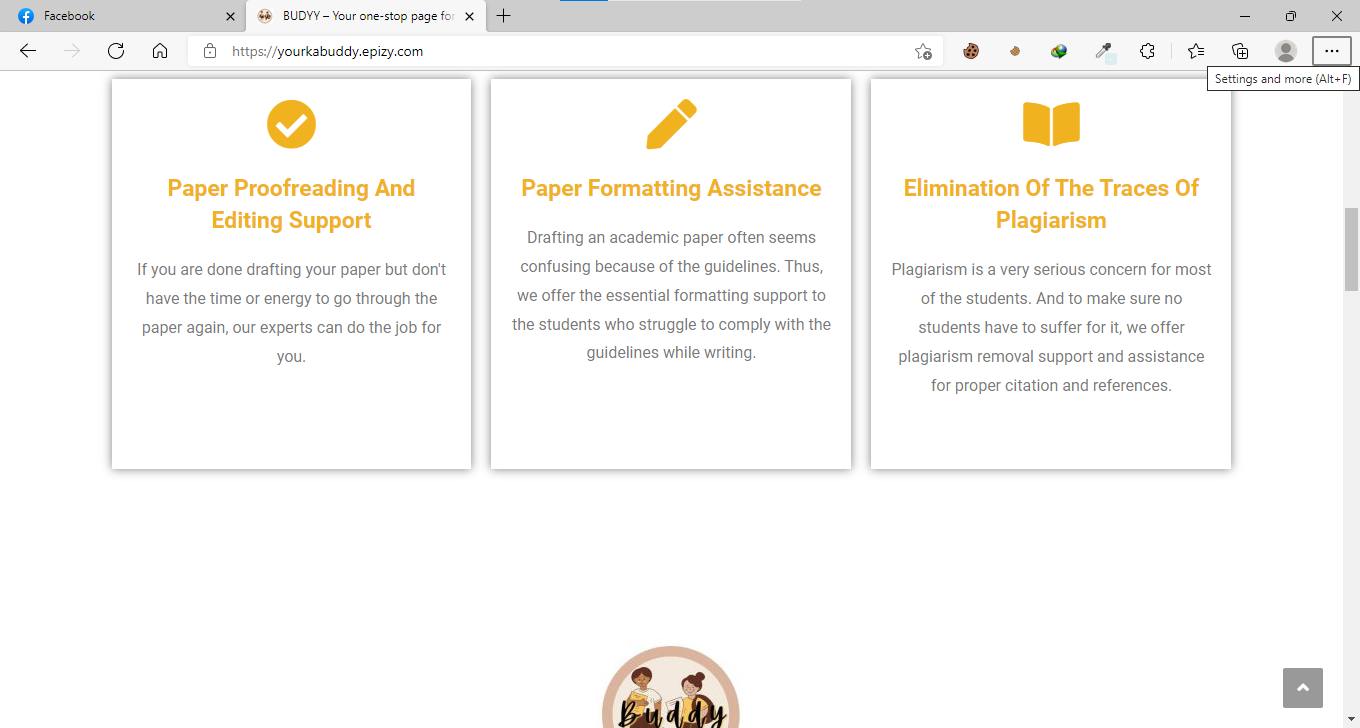 Facebook
BUDYY – Your one-stop page for
https://yourkabuddy.epizy.com
Settings and more (Alt+F)
Paper Proofreading And
Editing Support
If you are done drafting your paper but don't
have the time or energy to go through the
paper again, our experts can do the job for
you.
Paper Formatting Assistance
Drafting an academic paper often seems
confusing because of the guidelines. Thus,
we offer the essential formatting support to
the students who struggle to comply with the
guidelines while writing.
Elimination Of The Traces Of
Plagiarism
Plagiarism is a very serious concern for most
of the students. And to make sure no
students have to suffer for it, we offer
plagiarism removal support and assistance
for proper citation and references.
Buddy